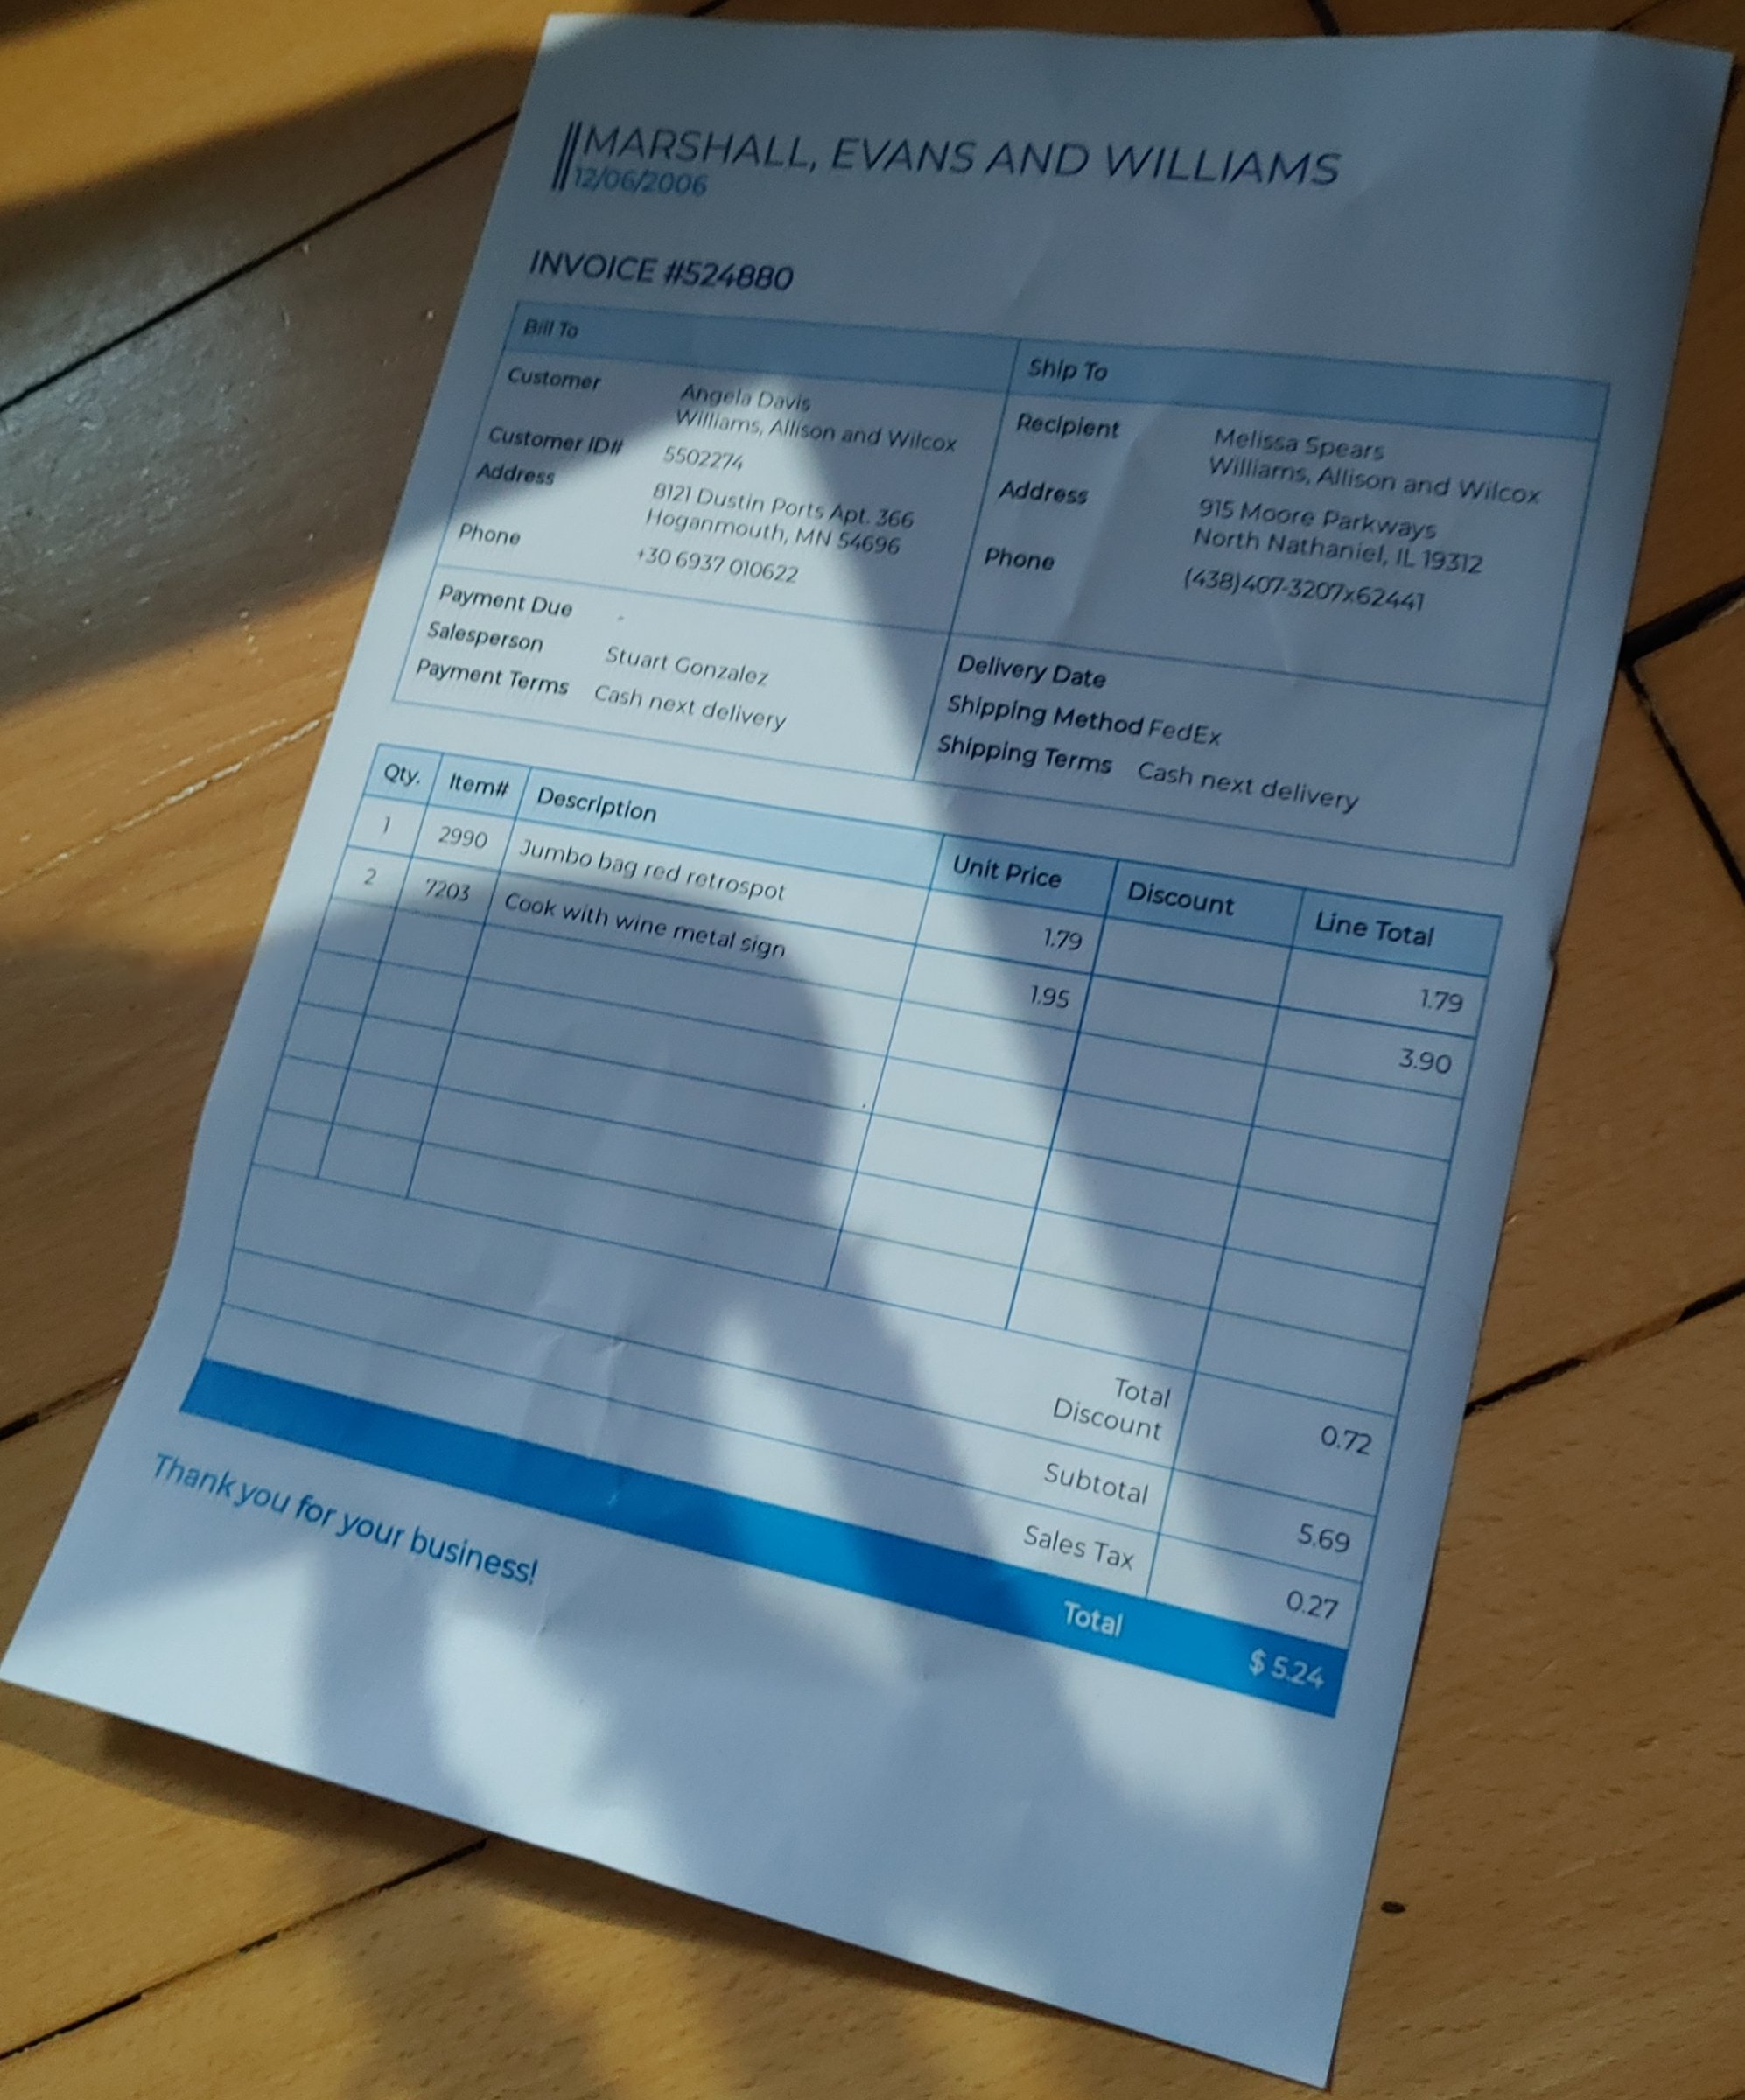 MARSHALL, EVANS AND WILLIAMS
12/06/2006
INVOICE #524880
Bill To
Customer Angela Davis
Williams, Allison and Wilcox
Customer ID# 5502274
Address 8121 Dustin Ports Apt. 366
Hoganmouth, MN 54696
Phone +30 6937 010622
Ship To
Recipient Melissa Spears
Williams, Allison and Wilcox
Address 915 Moore Parkways
North Nathaniel, IL 19312
Phone (438)407-3207x62441
Payment Due -
Salesperson Stuart Gonzalez
Payment Terms Cash next delivery
Delivery Date
Shipping Method FedEx
Shipping Terms Cash next delivery
Qty. Item# Description Unit Price Discount Line Total
1 2990 Jumbo bag red retrospot 1.79 1.79
2 7203 Cook with wine metal sign 1.95 3.90
Total
Discount 0.72
Subtotal 5.69
Sales Tax 0.27
Total $ 5.24
Thank you for your business!